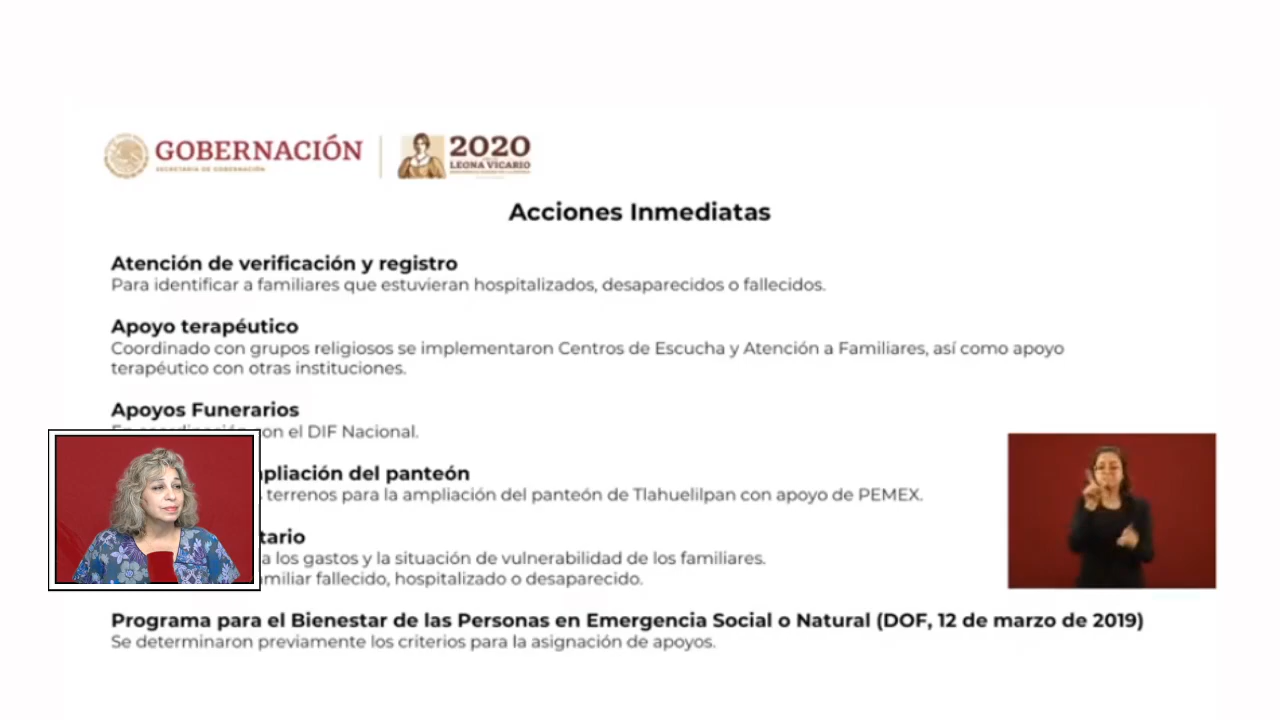 GOBERNACIÓN
SECRETARÍA DE GOBERNACIÓN
2020
LEONA VICARIO
Acciones Inmediatas
Atención de verificación y registro
Para identificar a familiares que estuvieran hospitalizados, desaparecidos o fallecidos.
Apoyo terapéutico
Coordinado con grupos religiosos se implementaron Centros de Escucha y Atención a Familiares, así como apoyo
terapéutico con otras instituciones.
Apoyos Funerarios
con el DIF Nacional.
ampliación del panteón
terrenos para la ampliación del panteón de Tlahuelilpan con apoyo de PEMEX.
a los gastos y la situación de vulnerabilidad de los familiares.
familiar fallecido, hospitalizado o desaparecido.
Programa para el Bienestar de las Personas en Emergencia Social o Natural (DOF, 12 de marzo de 2019)
Se determinaron previamente los criterios para la asignación de apoyos.